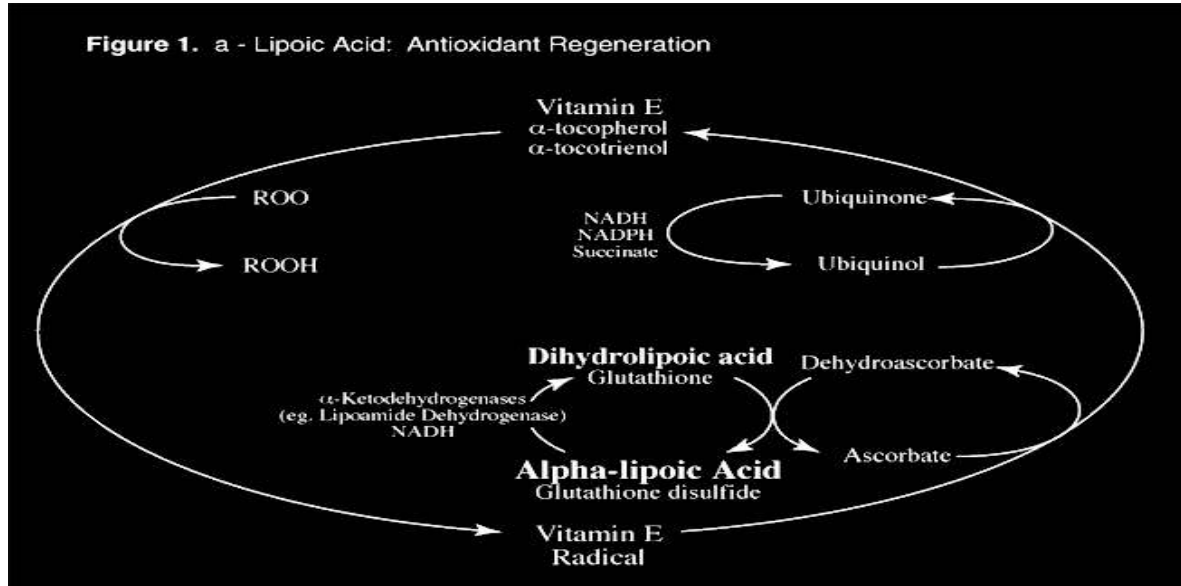 Figure 1. a - Lipoic Acid: Antioxidant Regeneration
Vitamin E
α-tocopherol
α-tocotrienol
ROO
ROOH
NADH
NADPH
Succinate
Ubiquinone
Ubiquinol
Dihydrolipoic acid
Glutathione
Dehydroascorbate
α-Ketodehydrogenases
(eg. Lipoamide Dehydrogenase)
NADH
Ascorbate
Alpha-lipoic Acid
Glutathione disulfide
Vitamin E
Radical